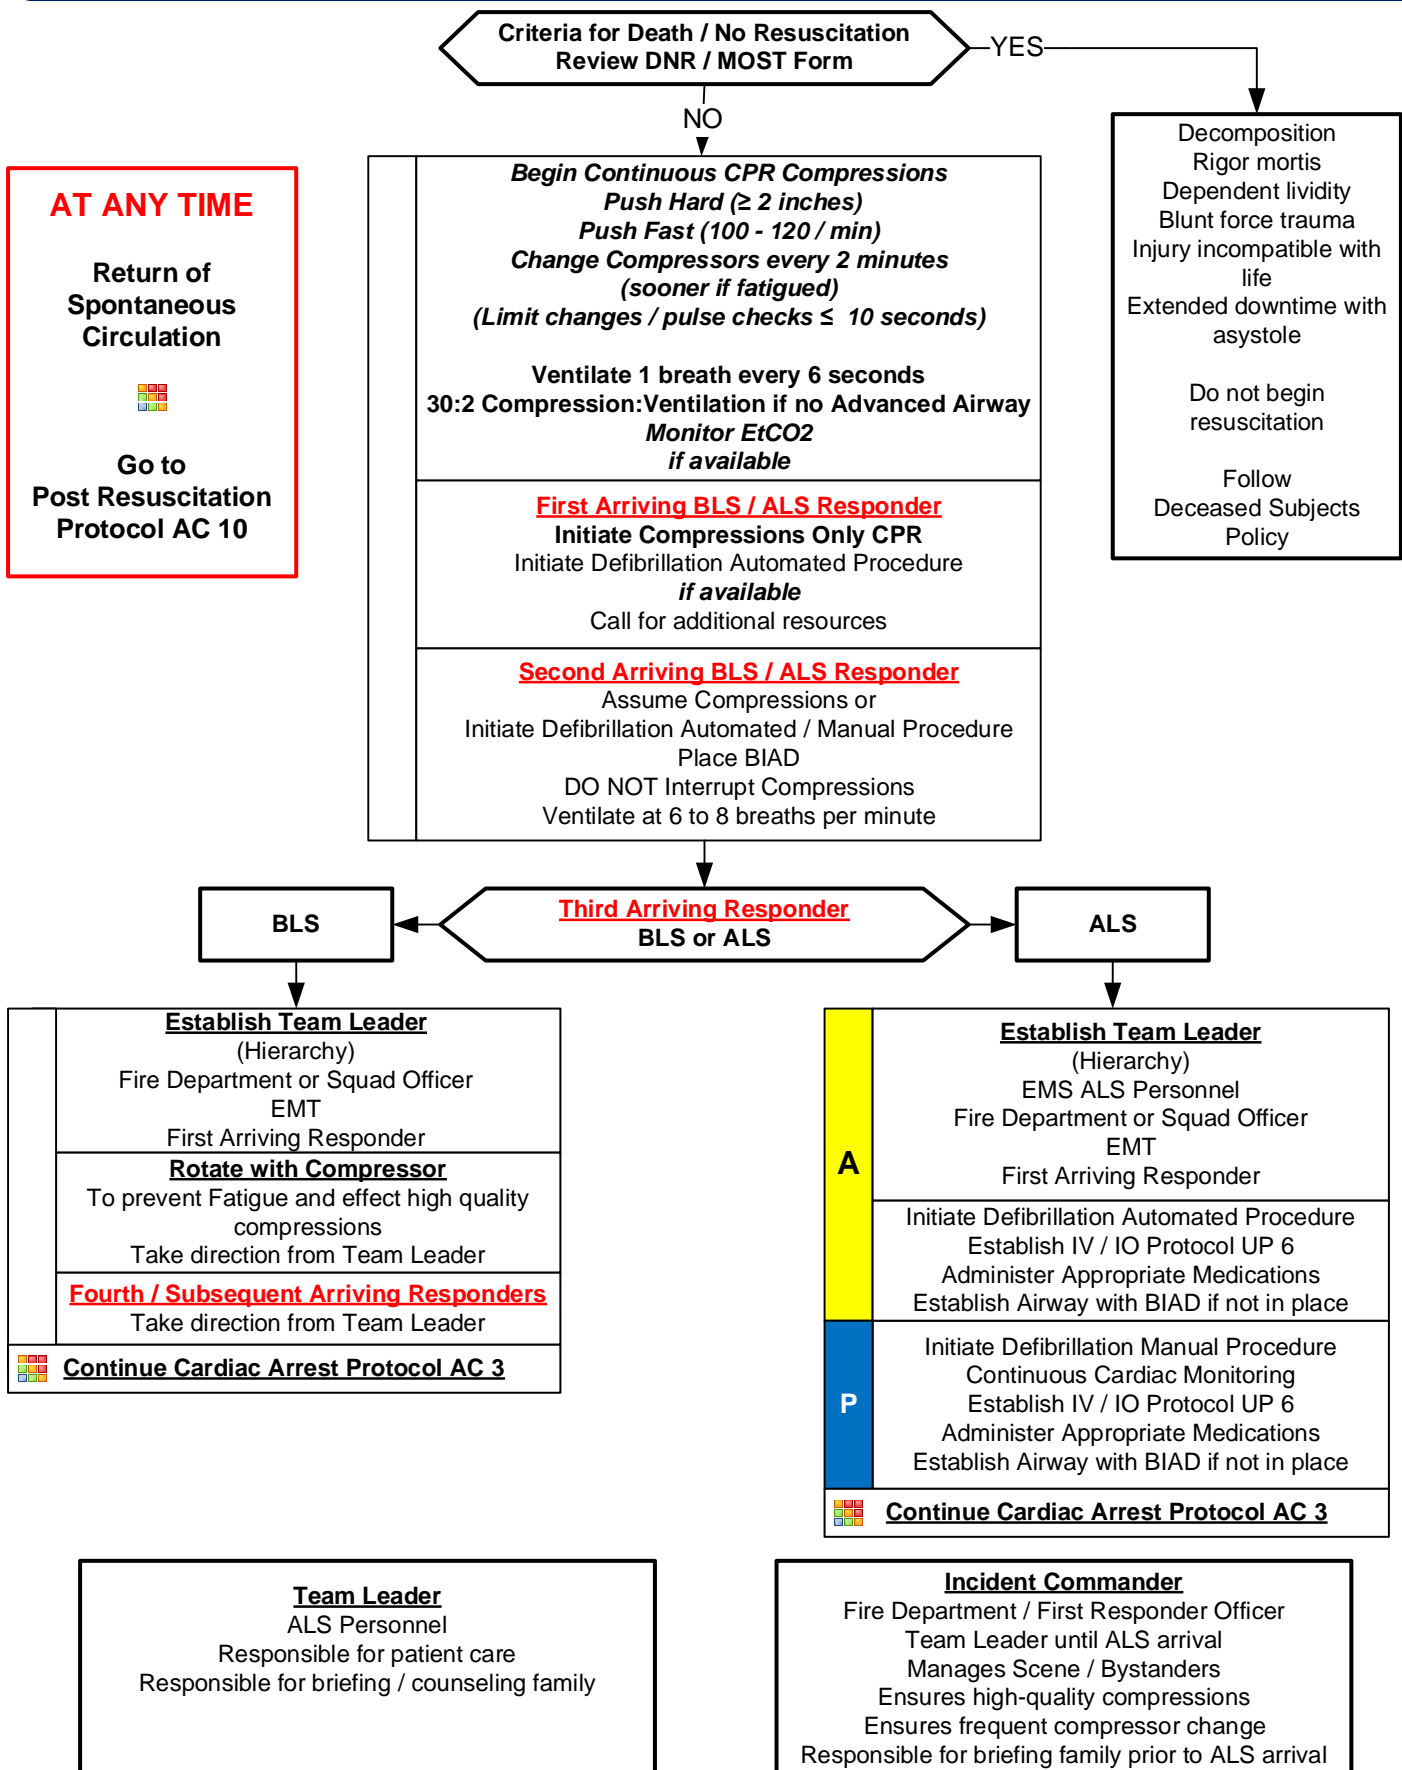 Criteria for Death / No Resuscitation
Review DNR / MOST Form
YES
NO
Decomposition
Rigor mortis
Dependent lividity
Blunt force trauma
Injury incompatible with
life
Extended downtime with
asystole
Do not begin
resuscitation
Follow
Deceased Subjects
Policy
AT ANY TIME
Return of
Spontaneous
Circulation
Go to
Post Resuscitation
Protocol AC 10
Begin Continuous CPR Compressions
Push Hard (≥ 2 inches)
Push Fast (100 - 120 / min)
Change Compressors every 2 minutes
(sooner if fatigued)
(Limit changes / pulse checks ≤ 10 seconds)
Ventilate 1 breath every 6 seconds
30:2 Compression:Ventilation if no Advanced Airway
Monitor EtCO2
if available
First Arriving BLS / ALS Responder
Initiate Compressions Only CPR
Initiate Defibrillation Automated Procedure
if available
Call for additional resources
Second Arriving BLS / ALS Responder
Assume Compressions or
Initiate Defibrillation Automated / Manual Procedure
Place BIAD
DO NOT Interrupt Compressions
Ventilate at 6 to 8 breaths per minute
Third Arriving Responder
BLS or ALS
BLS
ALS
Establish Team Leader
(Hierarchy)
Fire Department or Squad Officer
EMT
First Arriving Responder
Rotate with Compressor
To prevent Fatigue and effect high quality
compressions
Take direction from Team Leader
Fourth / Subsequent Arriving Responders
Take direction from Team Leader
Continue Cardiac Arrest Protocol AC 3
A
Establish Team Leader
(Hierarchy)
EMS ALS Personnel
Fire Department or Squad Officer
EMT
First Arriving Responder
Initiate Defibrillation Automated Procedure
Establish IV / IO Protocol UP 6
Administer Appropriate Medications
Establish Airway with BIAD if not in place
P
Initiate Defibrillation Manual Procedure
Continuous Cardiac Monitoring
Establish IV / IO Protocol UP 6
Administer Appropriate Medications
Establish Airway with BIAD if not in place
Continue Cardiac Arrest Protocol AC 3
Team Leader
ALS Personnel
Responsible for patient care
Responsible for briefing / counseling family
Incident Commander
Fire Department / First Responder Officer
Team Leader until ALS arrival
Manages Scene / Bystanders
Ensures high-quality compressions
Ensures frequent compressor change
Responsible for briefing family prior to ALS arrival